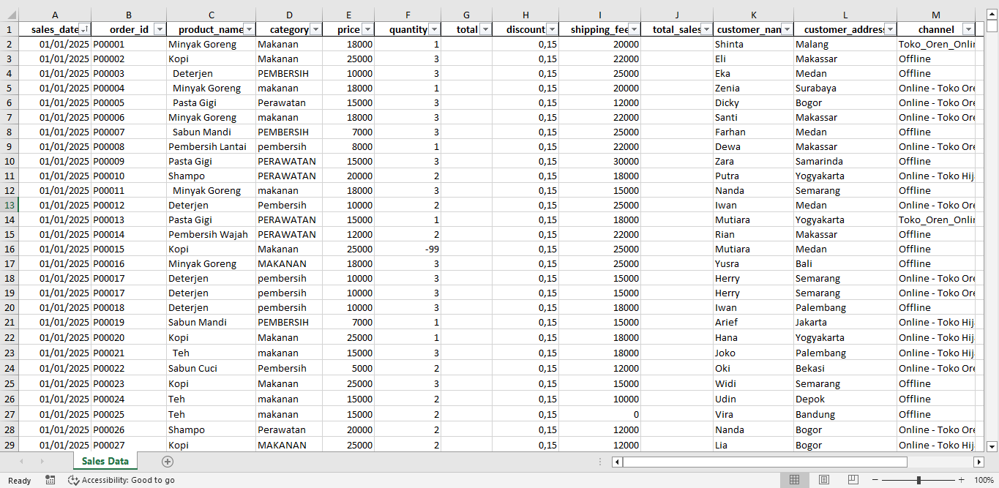 A B C D E F G H I J K L M
1 sales_date order_id product_name category price quantity total discount shipping_fee total_sales customer_nan customer_address channel
2 01/01/2025 P00001 Minyak Goreng Makanan 18000 1 0,15 20000 Shinta Malang Toko_Oren_Onlin
3 01/01/2025 P00002 Kopi Makanan 25000 3 0,15 22000 Eli Makassar Offline
4 01/01/2025 P00003 Deterjen PEMBERSIH 10000 3 0,15 25000 Eka Medan Offline
5 01/01/2025 P00004 Minyak Goreng makanan 18000 1 0,15 20000 Zenia Surabaya Online - Toko Ore
6 01/01/2025 P00005 Pasta Gigi Perawatan 15000 3 0,15 12000 Dicky Bogor Online - Toko Ore
7 01/01/2025 P00006 Minyak Goreng makanan 18000 3 0,15 22000 Santi Makassar Online - Toko Ore
8 01/01/2025 P00007 Sabun Mandi PEMBERSIH 7000 3 0,15 25000 Farhan Medan Offline
9 01/01/2025 P00008 Pembersih Lantai pembersih 8000 1 0,15 22000 Dewa Makassar Online - Toko Ore
10 01/01/2025 P00009 Pasta Gigi PERAWATAN 15000 3 0,15 30000 Zara Samarinda Offline
11 01/01/2025 P00010 Shampo PERAWATAN 20000 2 0,15 18000 Putra Yogyakarta Online - Toko Hij
12 01/01/2025 P00011 Minyak Goreng makanan 18000 3 0,15 15000 Nanda Semarang Offline
13 01/01/2025 P00012 Deterjen Pembersih 10000 2 0,15 25000 Iwan Medan Online - Toko Ore
14 01/01/2025 P00013 Pasta Gigi PERAWATAN 15000 1 0,15 18000 Mutiara Yogyakarta Toko_Oren_Onlin
15 01/01/2025 P00014 Pembersih Wajah PERAWATAN 12000 2 0,15 22000 Rian Makassar Offline
16 01/01/2025 P00015 Kopi Makanan 25000 -99 0,15 25000 Mutiara Medan Offline
17 01/01/2025 P00016 Minyak Goreng MAKANAN 18000 3 0,15 25000 Yusra Bali Offline
18 01/01/2025 P00017 Deterjen pembersih 10000 3 0,15 15000 Herry Semarang Online - Toko Ore
19 01/01/2025 P00017 Deterjen pembersih 10000 3 0,15 15000 Herry Semarang Online - Toko Ore
20 01/01/2025 P00018 Deterjen pembersih 10000 3 0,15 18000 Iwan Palembang Offline
21 01/01/2025 P00019 Sabun Mandi PEMBERSIH 7000 1 0,15 15000 Arief Jakarta Online - Toko Hij
22 01/01/2025 P00020 Kopi Makanan 25000 1 0,15 18000 Hana Yogyakarta Online - Toko Hij
23 01/01/2025 P00021 Teh makanan 15000 3 0,15 18000 Joko Palembang Online - Toko Hij
24 01/01/2025 P00022 Sabun Cuci Pembersih 5000 2 0,15 12000 Oki Bekasi Online - Toko Ore
25 01/01/2025 P00023 Kopi Makanan 25000 3 0,15 15000 Widi Semarang Offline
26 01/01/2025 P00024 Teh makanan 15000 2 0,15 10000 Udin Depok Offline
27 01/01/2025 P00025 Teh makanan 15000 2 0,15 0 Vira Bandung Offline
28 01/01/2025 P00026 Shampo Perawatan 20000 2 0,15 12000 Nanda Bogor Online - Toko Ore
29 01/01/2025 P00027 Kopi MAKANAN 25000 2 0,15 12000 Lia Bogor Online - Toko Hij
Sales Data
Ready Accessibility: Good to go 100%